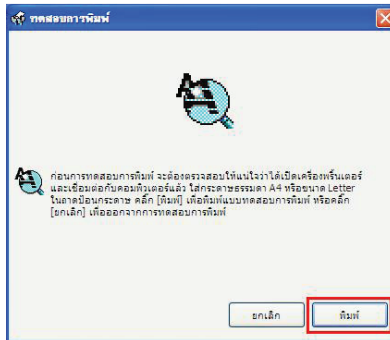 ทดสอบการพิมพ์
ก่อนการทดสอบการพิมพ์ จะต้องตรวจสอบให้แน่ใจว่าได้เปิดเครื่องพริ้นเตอร์
และเชื่อมต่อกับคอมพิวเตอร์แล้ว ใส่กระดาษธรรมดา A4 หรือขนาด Letter
ในถาดป้อนกระดาษ คลิ้ก [พิมพ์] เพื่อพิมพ์แบบทดสอบการพิมพ์ หรือคลิ้ก
[ยกเลิก] เพื่อออกจากการทดสอบการพิมพ์
ยกเลิก
พิมพ์